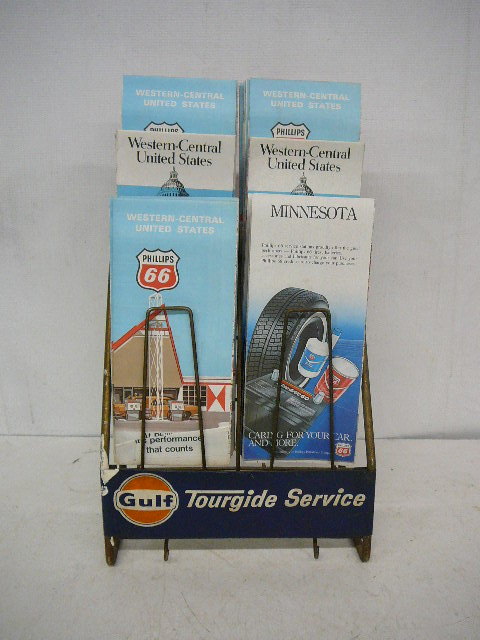 WESTERN-CENTRAL
UNITED STATES
WESTERN-CENTRAL
UNITED STATES
PHILLIPS
PHILLIPS
Western-Central
United States
Western-Central
United States
WESTERN-CENTRAL
UNITED STATES
PHILLIPS
66
MINNESOTA
performance
that counts
CARING FOR YOUR CAR.
AND MORE.
66
Gulf Tourgide Service